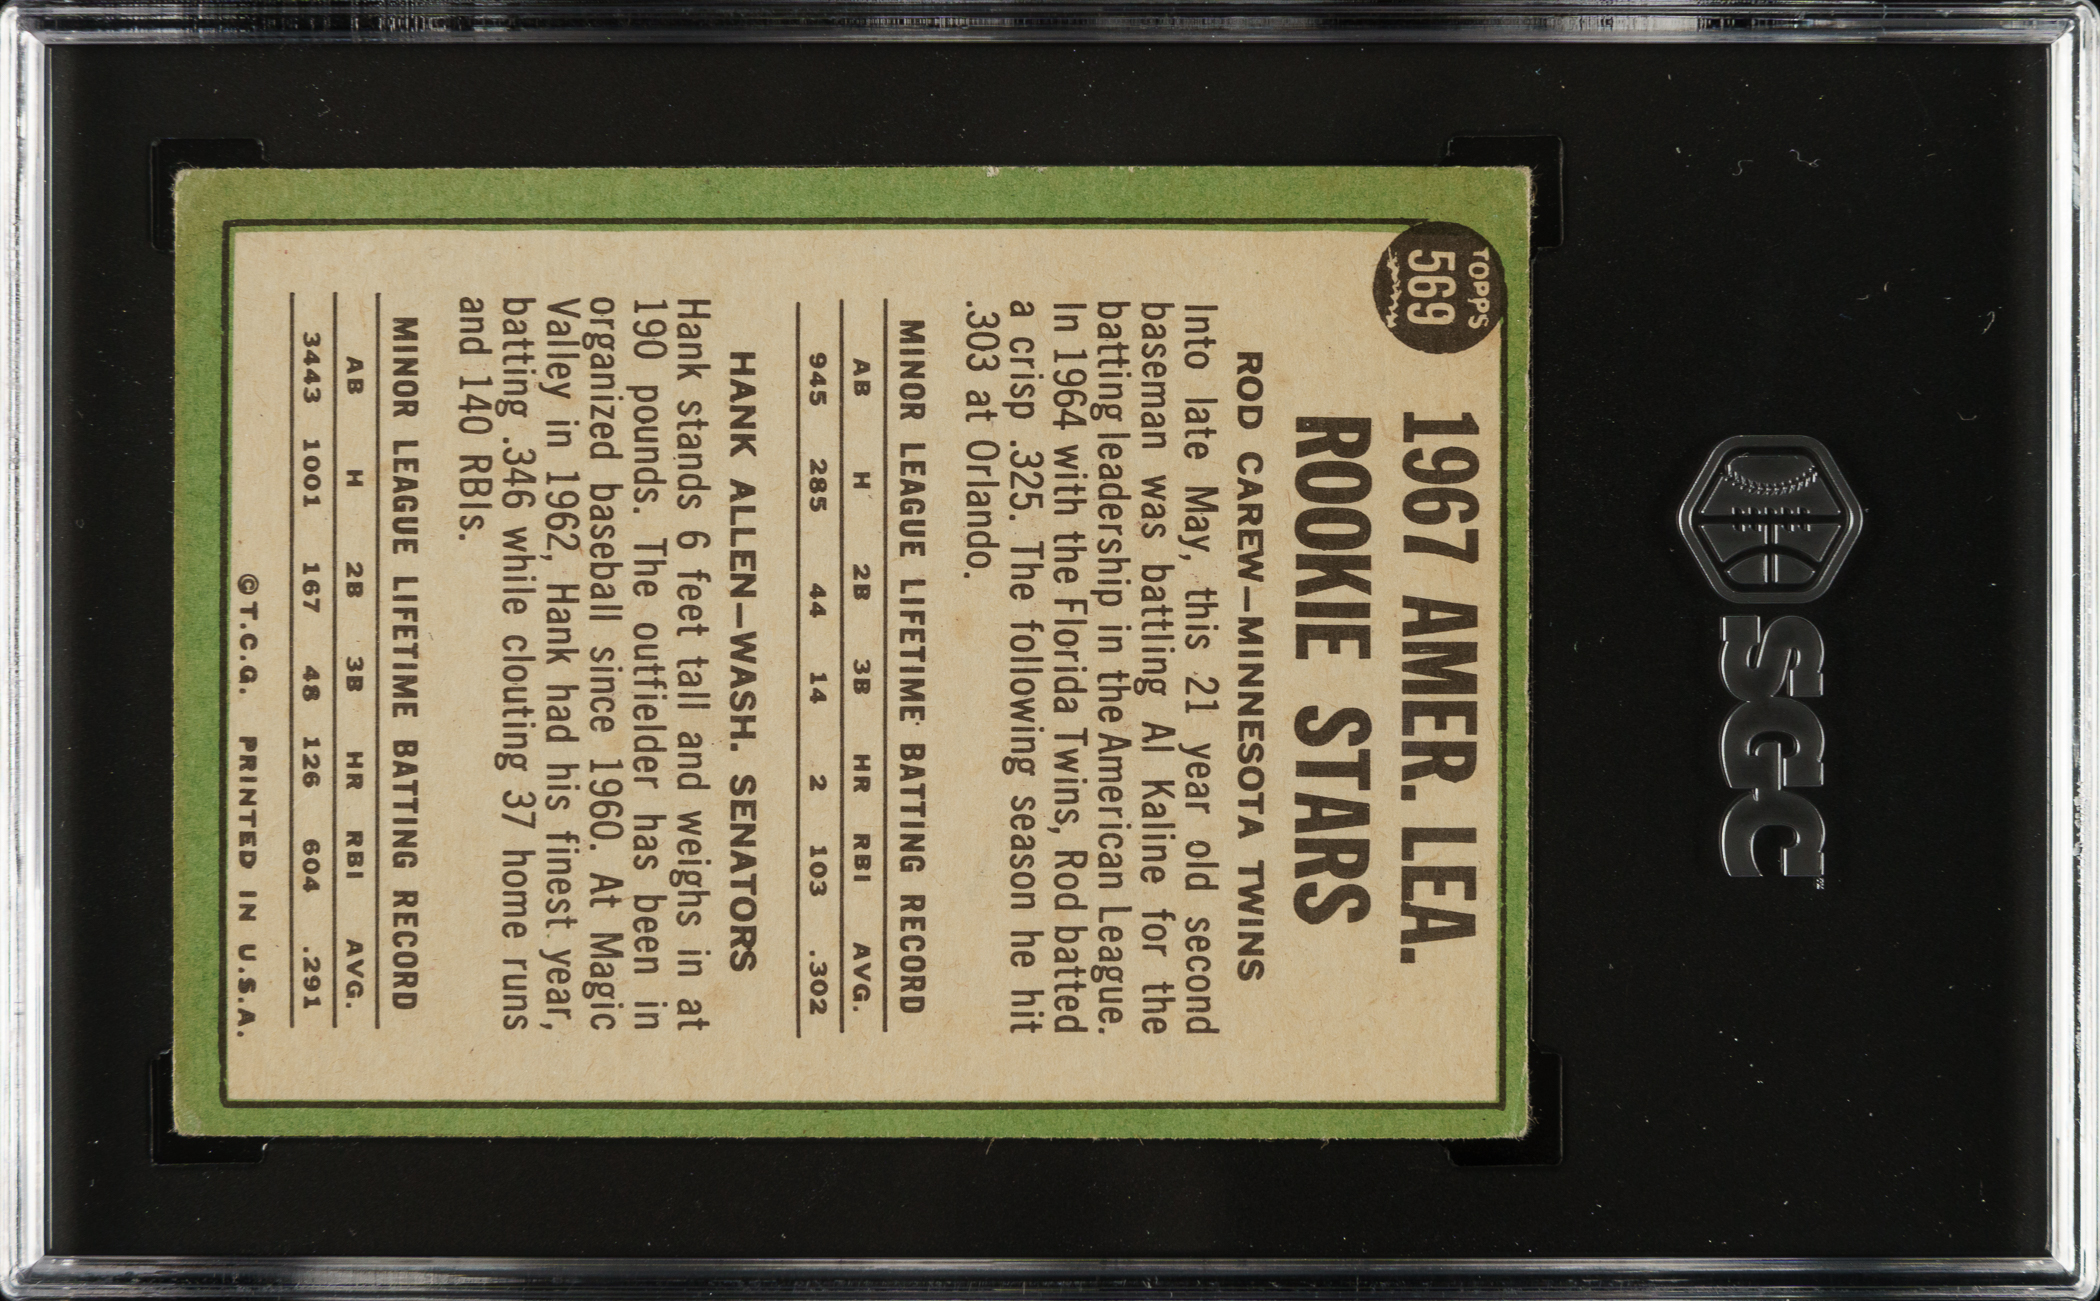 TOPPS
569
1967 AMER. LEA.
ROOKIE STARS
ROD CAREW—MINNESOTA TWINS
Into late May, this 21 year old second
baseman was battling Al Kaline for the
batting leadership in the American League.
In 1964 with the Florida Twins, Rod batted
a crisp .325. The following season he hit
.303 at Orlando.
MINOR LEAGUE LIFETIME BATTING RECORD
AB H 2B 3B HR RBI AVG.
945 285 44 14 2 103 .302
HANK ALLEN—WASH. SENATORS
Hank stands 6 feet tall and weighs in at
190 pounds. The outfielder has been in
organized baseball since 1960. At Magic
Valley in 1962, Hank had his finest year,
batting .346 while clouting 37 home runs
and 140 RBIs.
MINOR LEAGUE LIFETIME BATTING RECORD
AB H 2B 3B HR RBI AVG.
3443 1001 167 48 126 604 .291
©T.C.G. PRINTED IN U.S.A.
SGC™